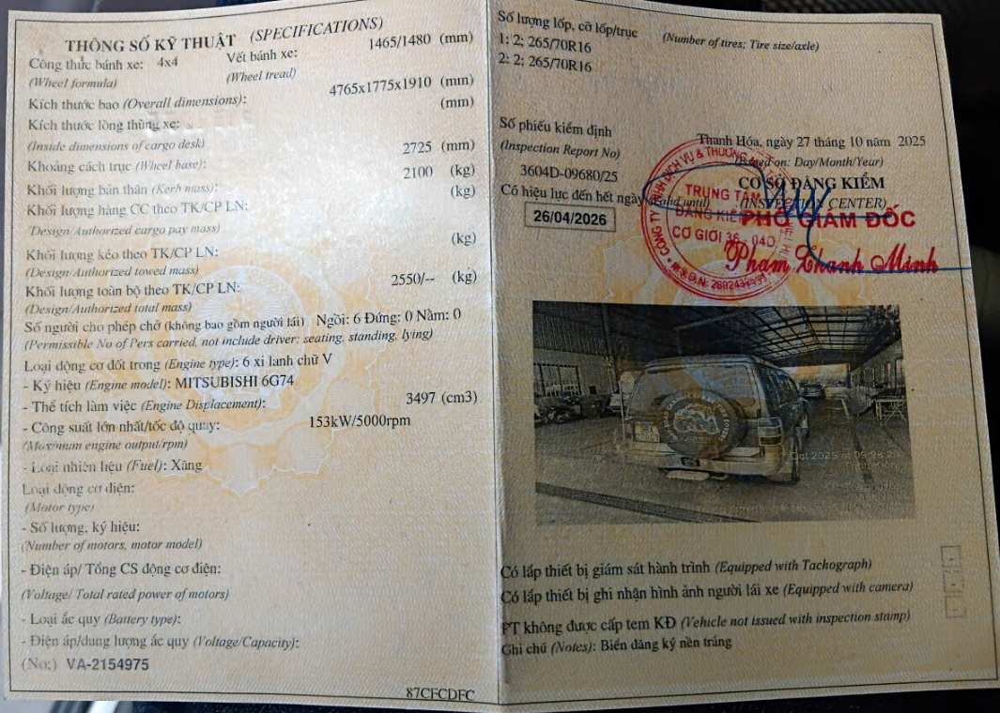 THÔNG SỐ KỸ THUẬT (SPECIFICATIONS)
Công thức bánh xe: 4x4 Vết bánh xe: 1465/1480 (mm)
(Wheel formula) (Wheel tread)
Kích thước bao (Overall dimensions): 4765x1775x1910 (mm)
Kích thước lòng thùng xe: (mm)
(Inside dimensions of cargo desk)
Khoảng cách trục (Wheel base): 2725 (mm)
Khối lượng bản thân (Kerb mass): 2100 (kg)
Khối lượng hàng CC theo TK/CP LN: (kg)
(Design/Authorized cargo pay mass)
Khối lượng kéo theo TK/CP LN: (kg)
(Design/Authorized towed mass)
Khối lượng toàn bộ theo TK/CP LN: 2550/-- (kg)
(Design/Authorized total mass)
Số người cho phép chở (không bao gồm người lái) Ngồi: 6 Đứng: 0 Nằm: 0
(Permissible No of Pers carried, not include driver: seating, standing, lying)
Loại động cơ đốt trong (Engine type): 6 xi lanh chữ V
- Ký hiệu (Engine model): MITSUBISHI 6G74
- Thể tích làm việc (Engine Displacement): 3497 (cm3)
- Công suất lớn nhất/tốc độ quay: 153kW/5000rpm
(Maximum engine output/rpm)
- Loại nhiên liệu (Fuel): Xăng
Loại động cơ điện:
(Motor type)
- Số lượng, ký hiệu:
(Number of motors, motor model)
- Điện áp/ Tổng CS động cơ điện:
(Voltage/ Total rated power of motors)
- Loại ắc quy (Battery type):
- Điện áp/dung lượng ắc quy (Voltage/Capacity):
(No:) VA-2154975
87CFCDFC
Số lượng lốp, cỡ lốp/trục (Number of tires; Tire size/axle)
1: 2; 265/70R16
2: 2; 265/70R16
Số phiếu kiểm định
(Inspection Report No)
3604D-09680/25
Có hiệu lực đến hết ngày (Valid until)
26/04/2026
Thanh Hóa, ngày 27 tháng 10 năm 2025
(Issued on: Day/Month/Year)
CƠ SỞ ĐĂNG KIỂM
(INSPECTION CENTER)
PHÓ GIÁM ĐỐC
Phạm Thanh Minh
TRUNG TÂM
ĐĂNG KIỂM
CƠ GIỚI 36 - 04D
Có lắp thiết bị giám sát hành trình (Equipped with Tachograph)
Có lắp thiết bị ghi nhận hình ảnh người lái xe (Equipped with camera)
PT không được cấp tem KĐ (Vehicle not issued with inspection stamp)
Ghi chú (Notes): Biển đăng ký nền trắng